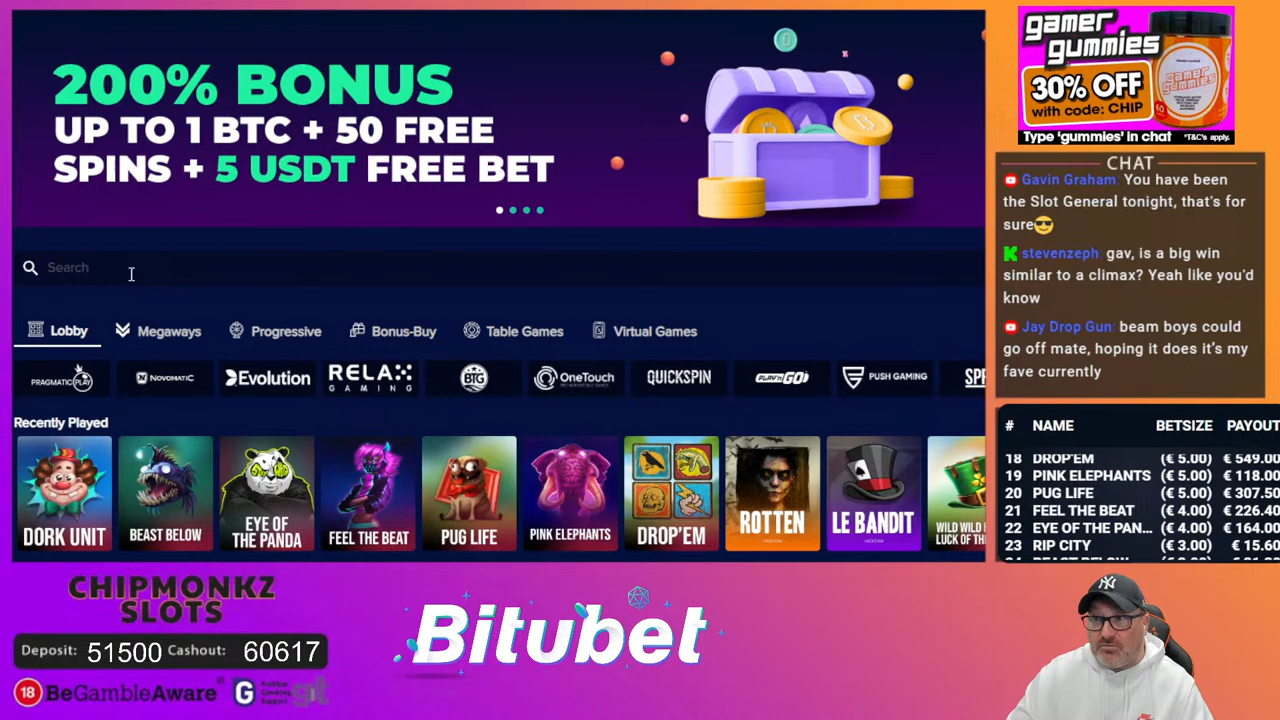 200% BONUS
UP TO 1 BTC + 50 FREE
SPINS + 5 USDT FREE BET
Search
Lobby
Megaways
Progressive
Bonus-Buy
Table Games
Virtual Games
PRAGMATIC PLAY
NOVOMATIC
Evolution
RELAX GAMING
BTG
OneTouch
QUICKSPIN
PLAY'n GO
PUSH GAMING
Recently Played
DORK UNIT
BEAST BELOW
EYE OF
THE PANDA
FEEL THE BEAT
PUG LIFE
PINK ELEPHANTS
DROP'EM
ROTTEN
LE BANDIT
WILD WILD
LUCK OF TH
gamer
gummies
30% OFF
with code: CHIP
Type 'gummies' in chat *T&C's apply.
CHAT
Gavin Graham: You have been
the Slot General tonight, that's for
sure😎
stevenzeph: gav, is a big win
similar to a climax? Yeah like you'd
know
Jay Drop Gun: beam boys could
go off mate, hoping it does it's my
fave currently
# NAME BETSIZE PAYOUT
18 DROP'EM (€ 5.00) € 549.00
19 PINK ELEPHANTS (€ 5.00) € 118.00
20 PUG LIFE (€ 5.00) € 307.50
21 FEEL THE BEAT (€ 4.00) € 226.40
22 EYE OF THE PAN... (€ 4.00) € 164.00
23 RIP CITY (€ 3.00) € 15.60
CHIPMONKZ
SLOTS
Deposit: 51500 Cashout: 60617
18 BeGambleAware
Bitubet